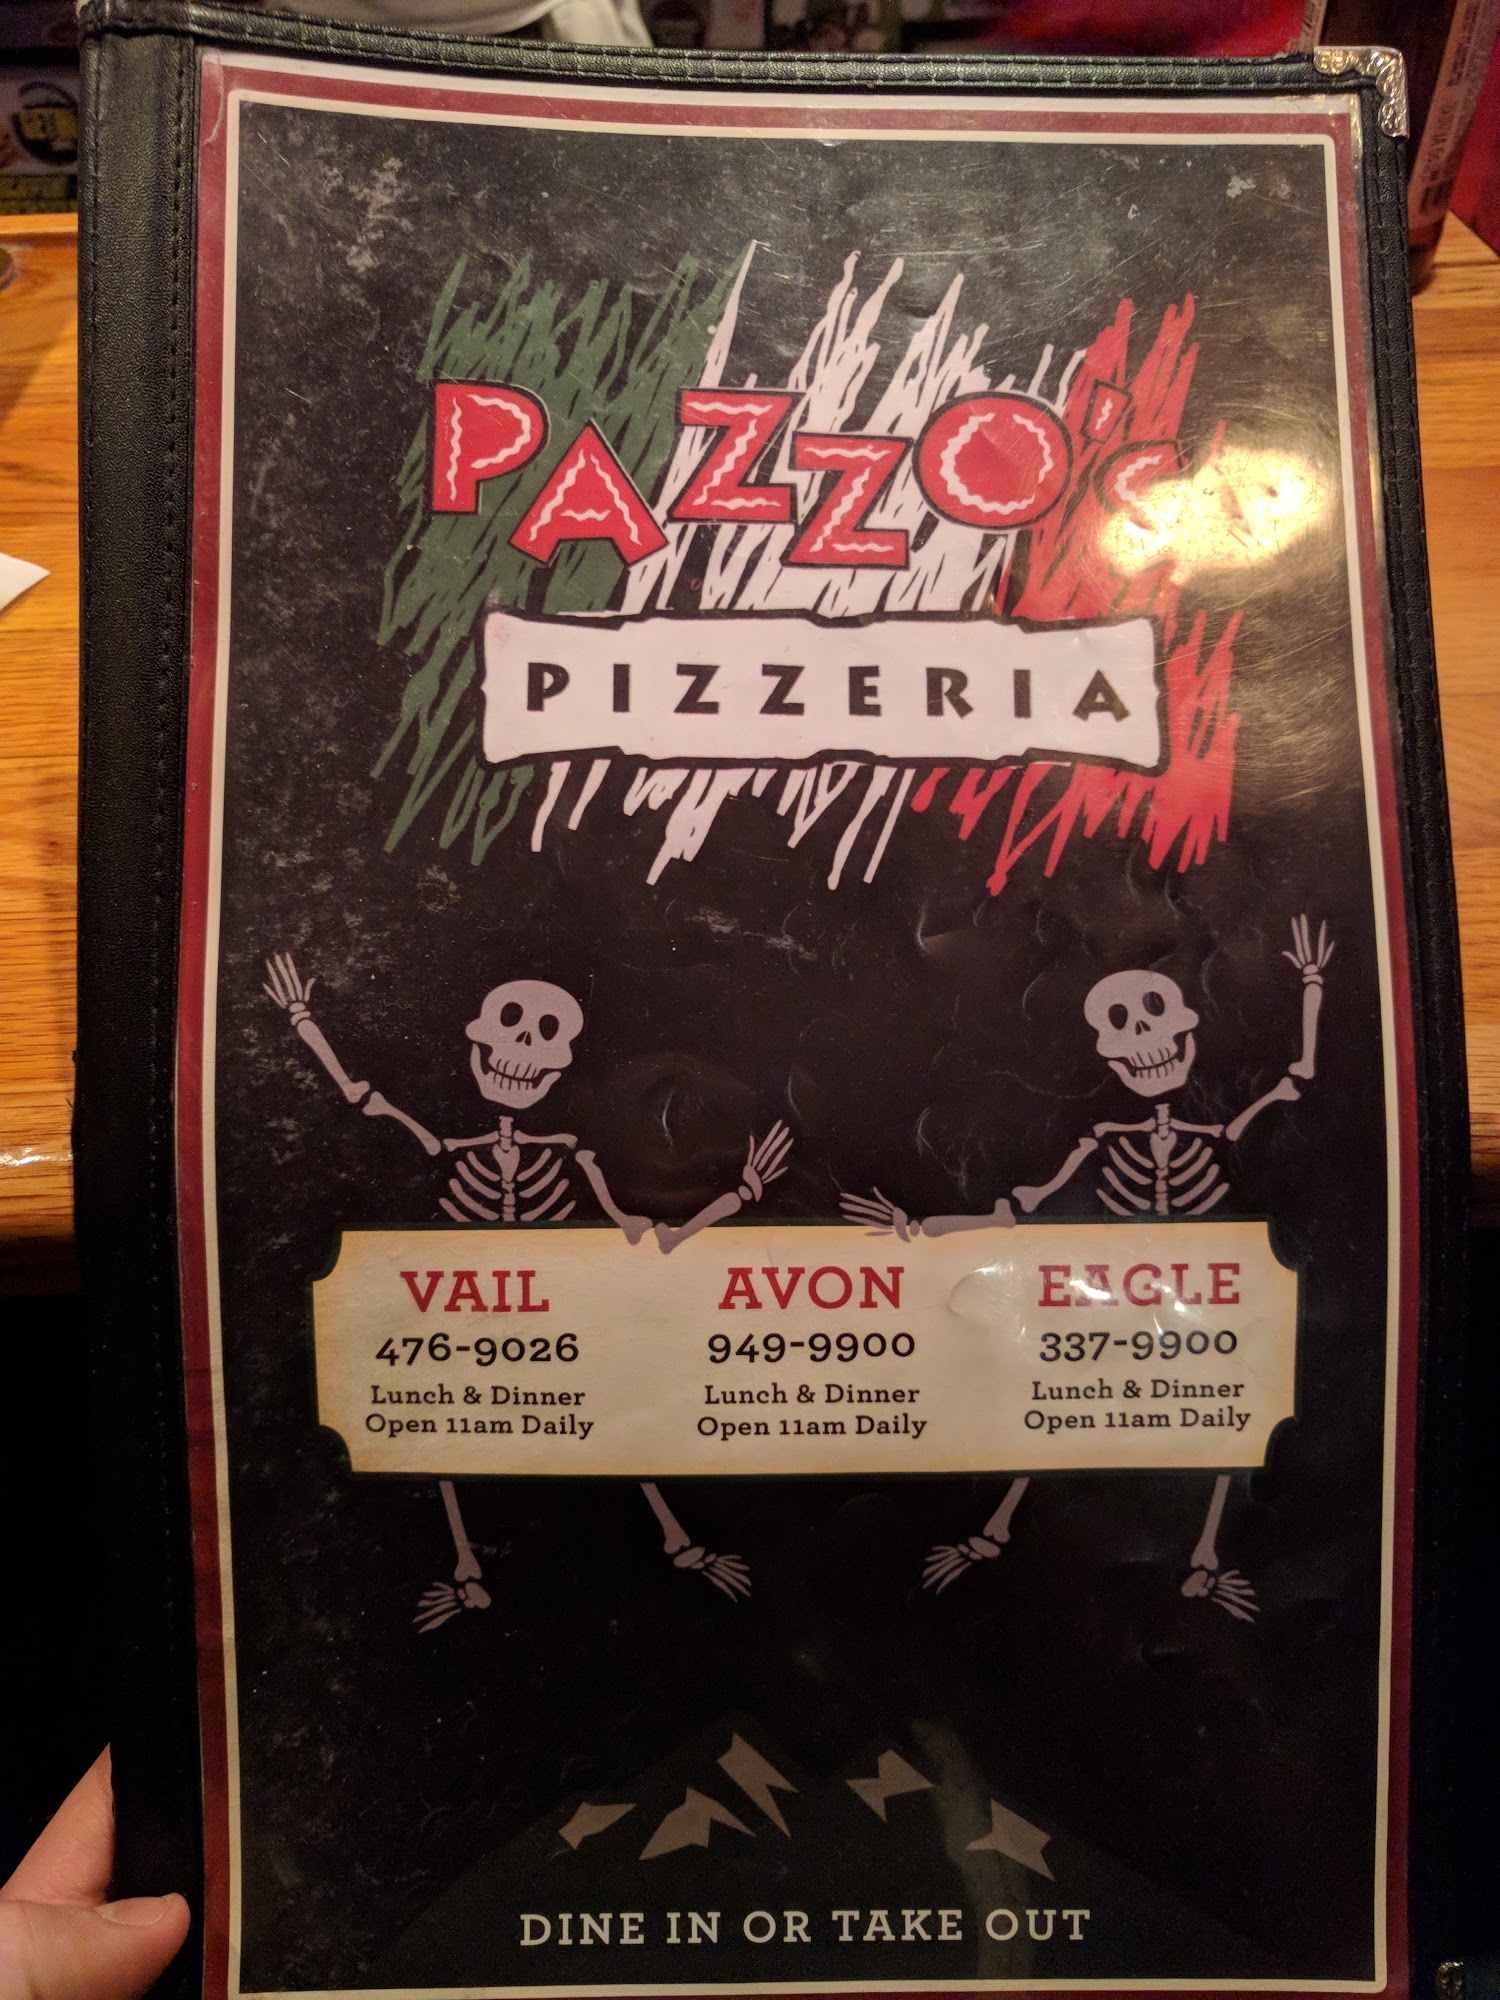 PAZZO's
PIZZERIA
VAIL
476-9026
Lunch & Dinner
Open 11am Daily
AVON
949-9900
Lunch & Dinner
Open 11am Daily
EAGLE
337-9900
Lunch & Dinner
Open 11am Daily
DINE IN OR TAKE OUT